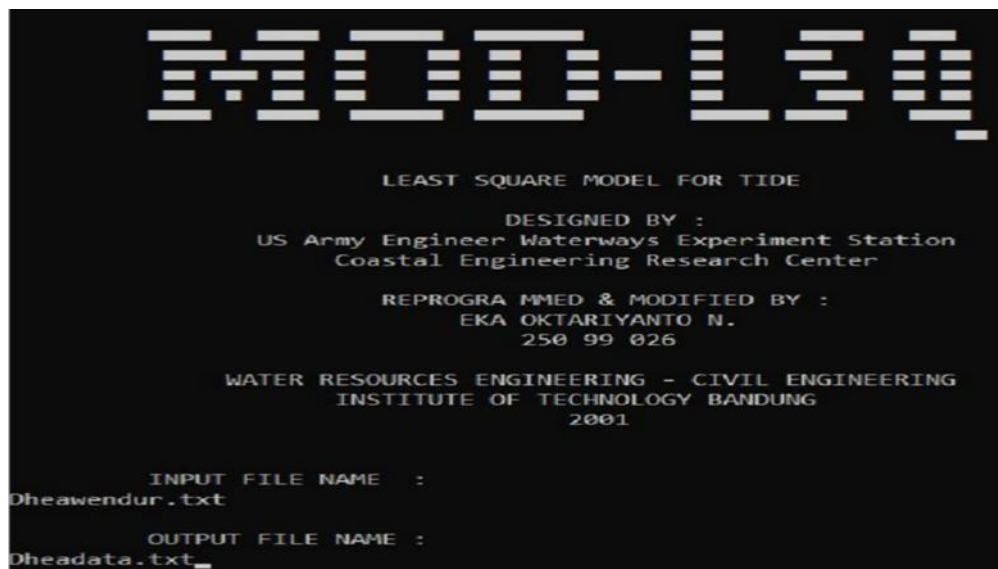 MOD-LSQ
LEAST SQUARE MODEL FOR TIDE
DESIGNED BY :
US Army Engineer Waterways Experiment Station
Coastal Engineering Research Center
REPROGRA MMED & MODIFIED BY :
EKA OKTARIYANTO N.
250 99 026
WATER RESOURCES ENGINEERING - CIVIL ENGINEERING
INSTITUTE OF TECHNOLOGY BANDUNG
2001
INPUT FILE NAME :
Dheawendur.txt
OUTPUT FILE NAME :
Dheadata.txt_